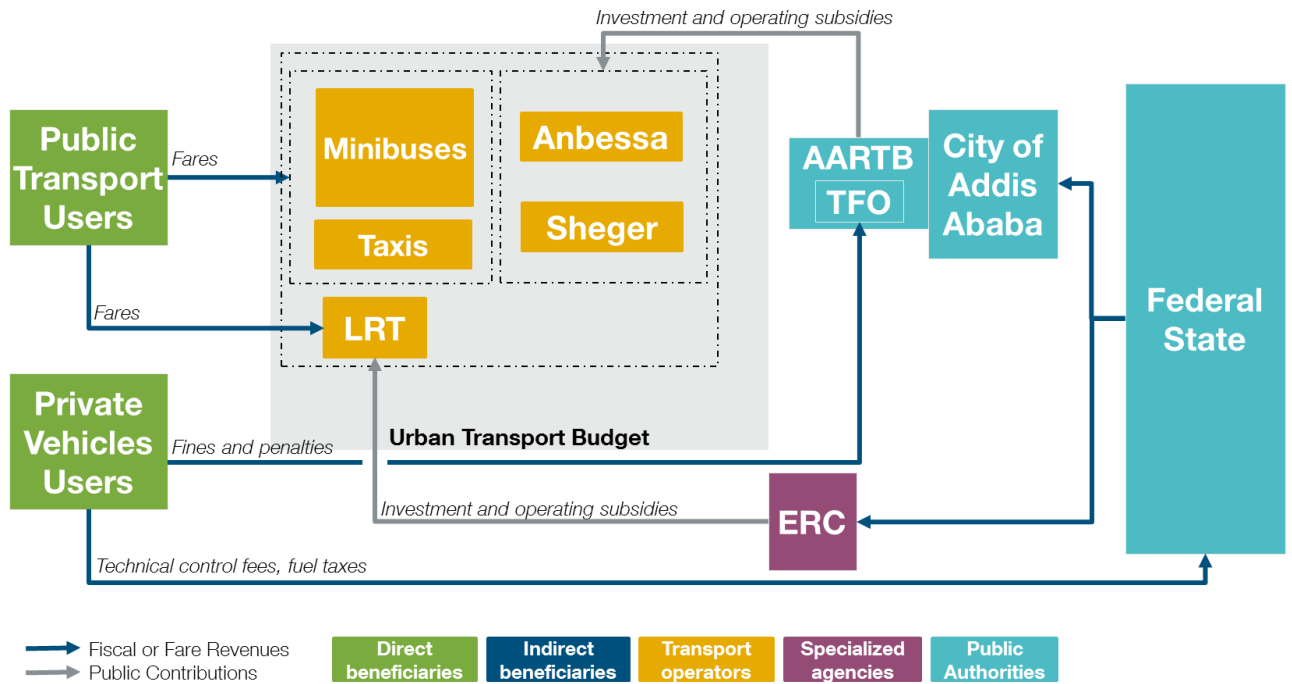 Investment and operating subsidies
Public
Transport
Users
Fares
Minibuses
Taxis
Anbessa
Sheger
AARTB
TFO
City of
Addis
Ababa
Federal
State
Fares
LRT
Private
Vehicles
Users
Urban Transport Budget
Fines and penalties
Investment and operating subsidies
ERC
Technical control fees, fuel taxes
Fiscal or Fare Revenues
Public Contributions
Direct
beneficiaries
Indirect
beneficiaries
Transport
operators
Specialized
agencies
Public
Authorities